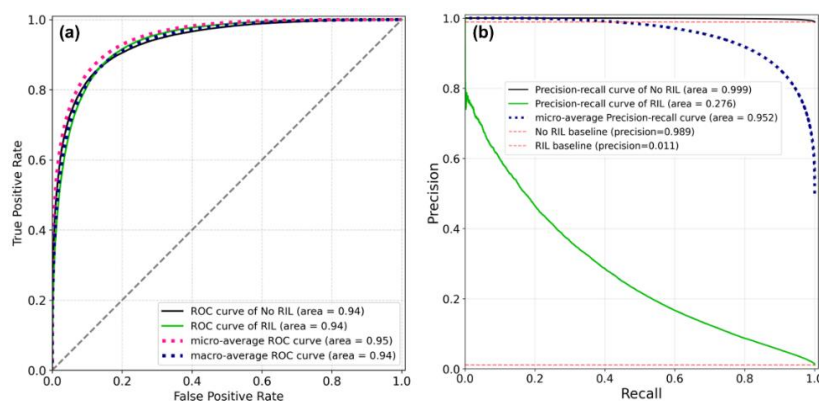 (a)
1.0
0.8
0.6
0.4
0.2
0.0
True Positive Rate
ROC curve of No RIL (area = 0.94)
ROC curve of RIL (area = 0.94)
micro-average ROC curve (area = 0.95)
macro-average ROC curve (area = 0.94)
0.0 0.2 0.4 0.6 0.8 1.0
False Positive Rate
(b)
1.0
0.8
0.6
0.4
0.2
0.0
Precision
Precision-recall curve of No RIL (area = 0.999)
Precision-recall curve of RIL (area = 0.276)
micro-average Precision-recall curve (area = 0.952)
No RIL baseline (precision=0.989)
RIL baseline (precision=0.011)
0.0 0.2 0.4 0.6 0.8 1.0
Recall